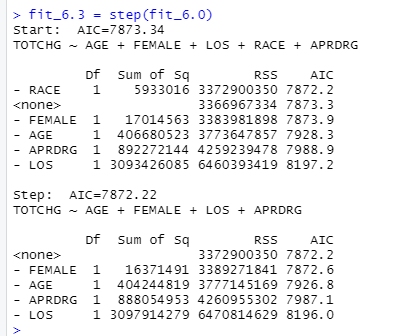 > fit_6.3 = step(fit_6.0)
Start:  AIC=7873.34
TOTCHG ~ AGE + FEMALE + LOS + RACE + APRDRG
Df Sum of Sq RSS AIC
- RACE 1 5933016 3372900350 7872.2
<none> 3366967334 7873.3
- FEMALE 1 17014563 3383981898 7873.9
- AGE 1 406680523 3773647857 7928.3
- APRDRG 1 892272144 4259239478 7988.9
- LOS 1 3093426085 6460393419 8197.2
Step:  AIC=7872.22
TOTCHG ~ AGE + FEMALE + LOS + APRDRG
Df Sum of Sq RSS AIC
<none> 3372900350 7872.2
- FEMALE 1 16371491 3389271841 7872.6
- AGE 1 404244819 3777145169 7926.8
- APRDRG 1 888054953 4260955302 7987.1
- LOS 1 3097914279 6470814629 8196.0
>